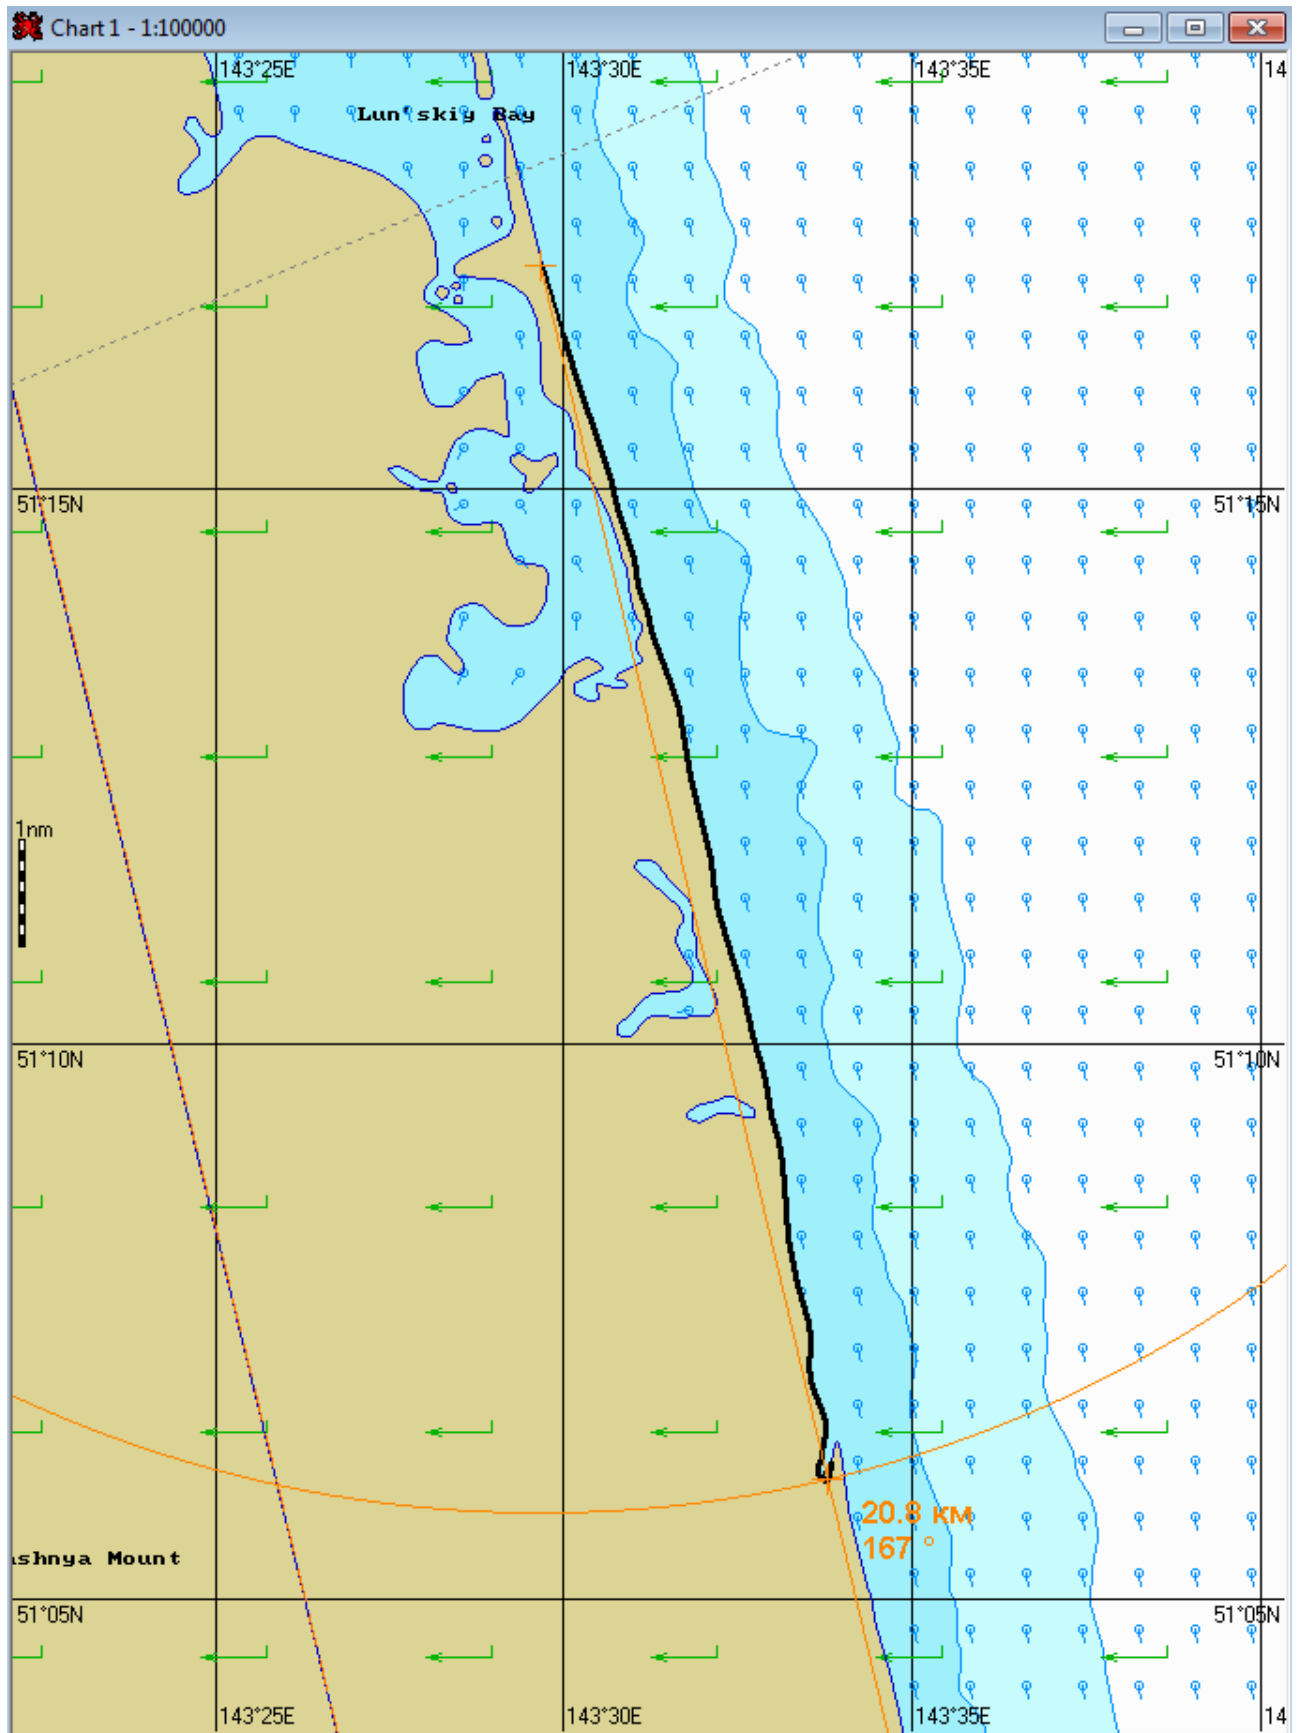 Chart 1 - 1:100000
143°25E 143°30E 143°35E 14
Lun'skiy Bay
51°15N 51°15N
1nm
51°10N 51°10N
20.8 км
167 °
ashnya Mount
51°05N 51°05N
143°25E 143°30E 143°35E 14